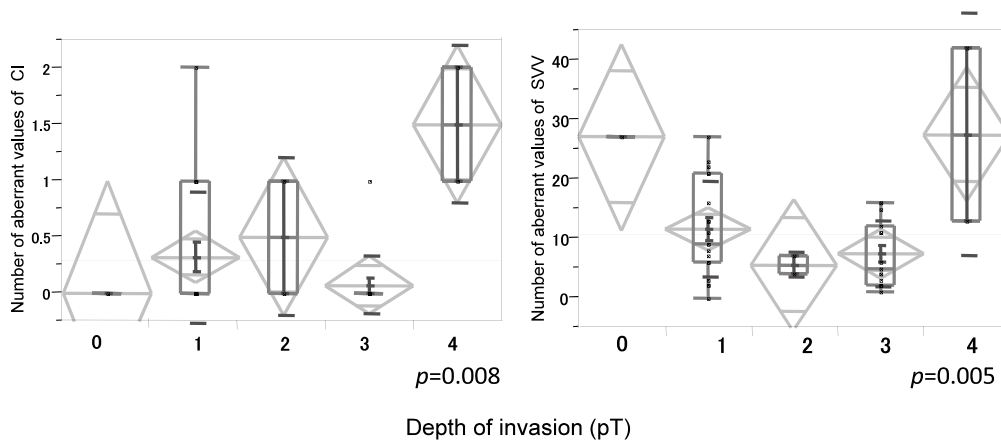 Number of aberrant values of CI
2
1.5
1
0.5
0
0 1 2 3 4
p=0.008
Number of aberrant values of SVV
40
30
20
10
0
0 1 2 3 4
p=0.005
Depth of invasion (pT)